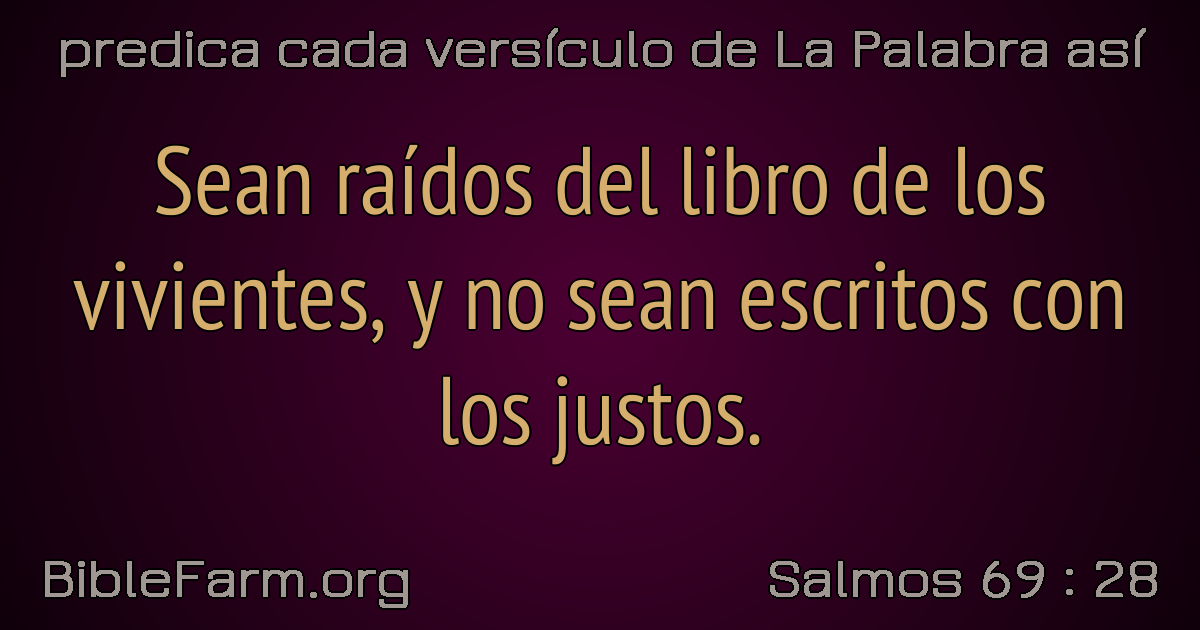 predica cada versículo de La Palabra así
Sean raídos del libro de los
vivientes, y no sean escritos con
los justos.
BibleFarm.org
Salmos 69 : 28